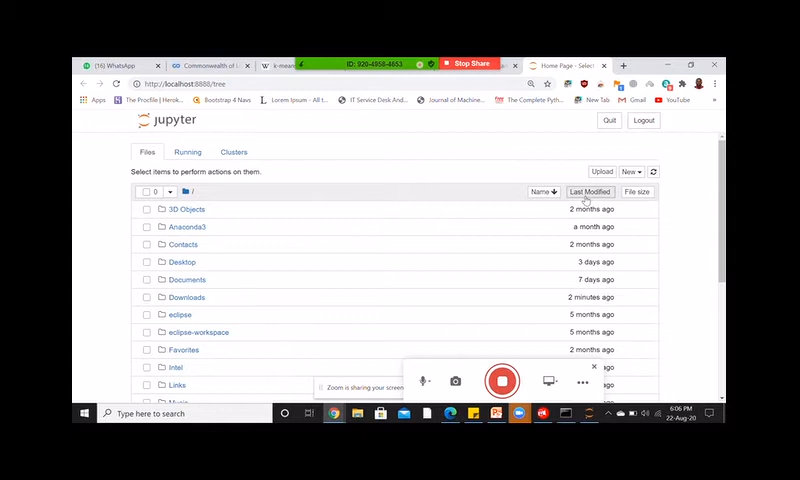 ID: 920-4958-4653 Stop Share
(16) WhatsApp Commonwealth of k-mean Home Page - Select
http://localhost:8888/tree
Apps The Procfile | Herok... Bootstrap 4 Navs Lorem Ipsum - All t... IT Service Desk And... Journal of Machine... The Complete Pyth... New Tab Gmail YouTube
jupyter Quit Logout
Files Running Clusters
Select items to perform actions on them. Upload New
0 / Name Last Modified File size
3D Objects 2 months ago
Anaconda3 a month ago
Contacts 2 months ago
Desktop 3 days ago
Documents 7 days ago
Downloads 2 minutes ago
eclipse 5 months ago
eclipse-workspace 5 months ago
Favorites 2 months ago
Intel ago
Links
Zoom is sharing your screen
Type here to search
6:06 PM
22-Aug-20